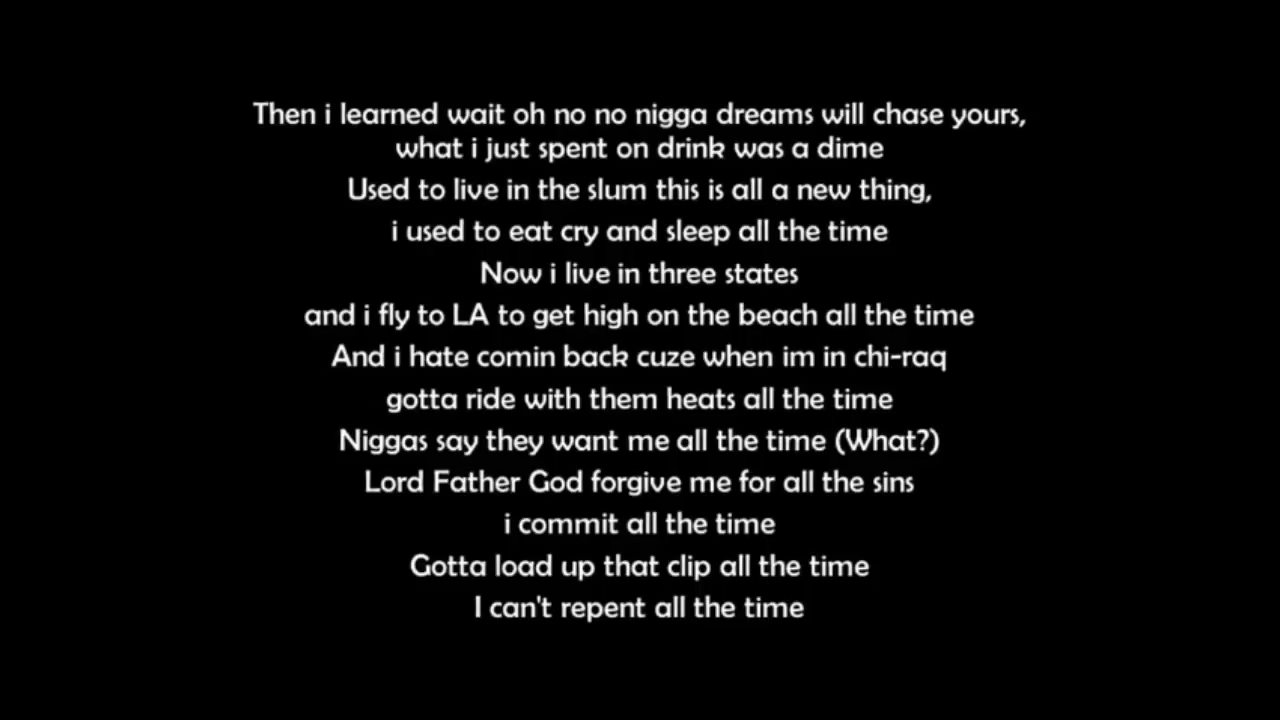 Then i learned wait oh no no nigga dreams will chase yours,
what i just spent on drink was a dime
Used to live in the slum this is all a new thing,
i used to eat cry and sleep all the time
Now i live in three states
and i fly to LA to get high on the beach all the time
And i hate comin back cuze when im in chi-raq
gotta ride with them heats all the time
Niggas say they want me all the time (What?)
Lord Father God forgive me for all the sins
i commit all the time
Gotta load up that clip all the time
I can't repent all the time